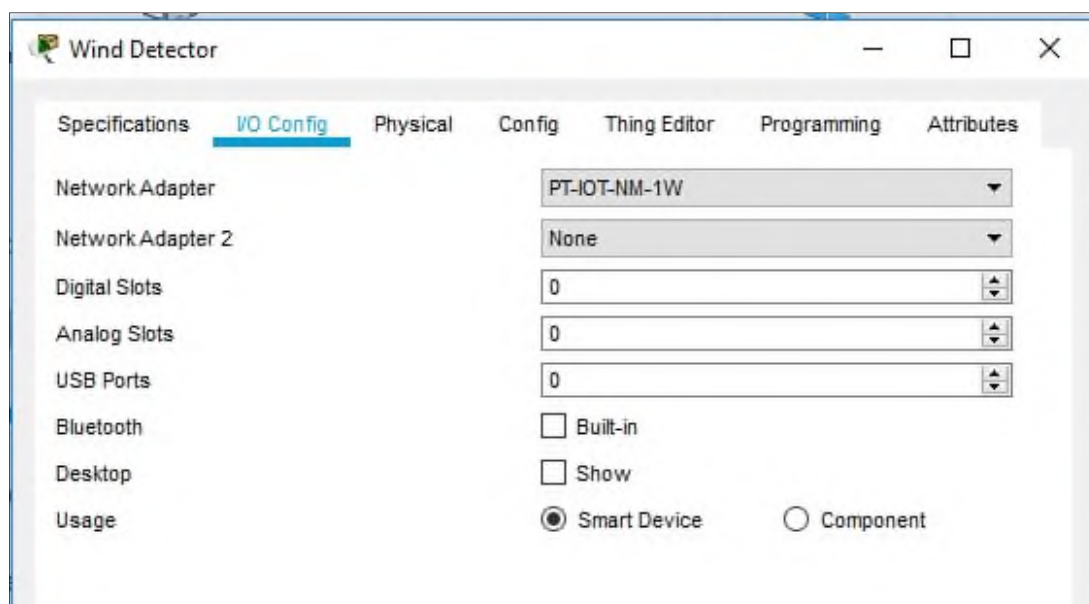 Wind Detector
Specifications I/O Config Physical Config Thing Editor Programming Attributes
Network Adapter PT-IOT-NM-1W
Network Adapter 2 None
Digital Slots 0
Analog Slots 0
USB Ports 0
Bluetooth Built-in
Desktop Show
Usage Smart Device Component